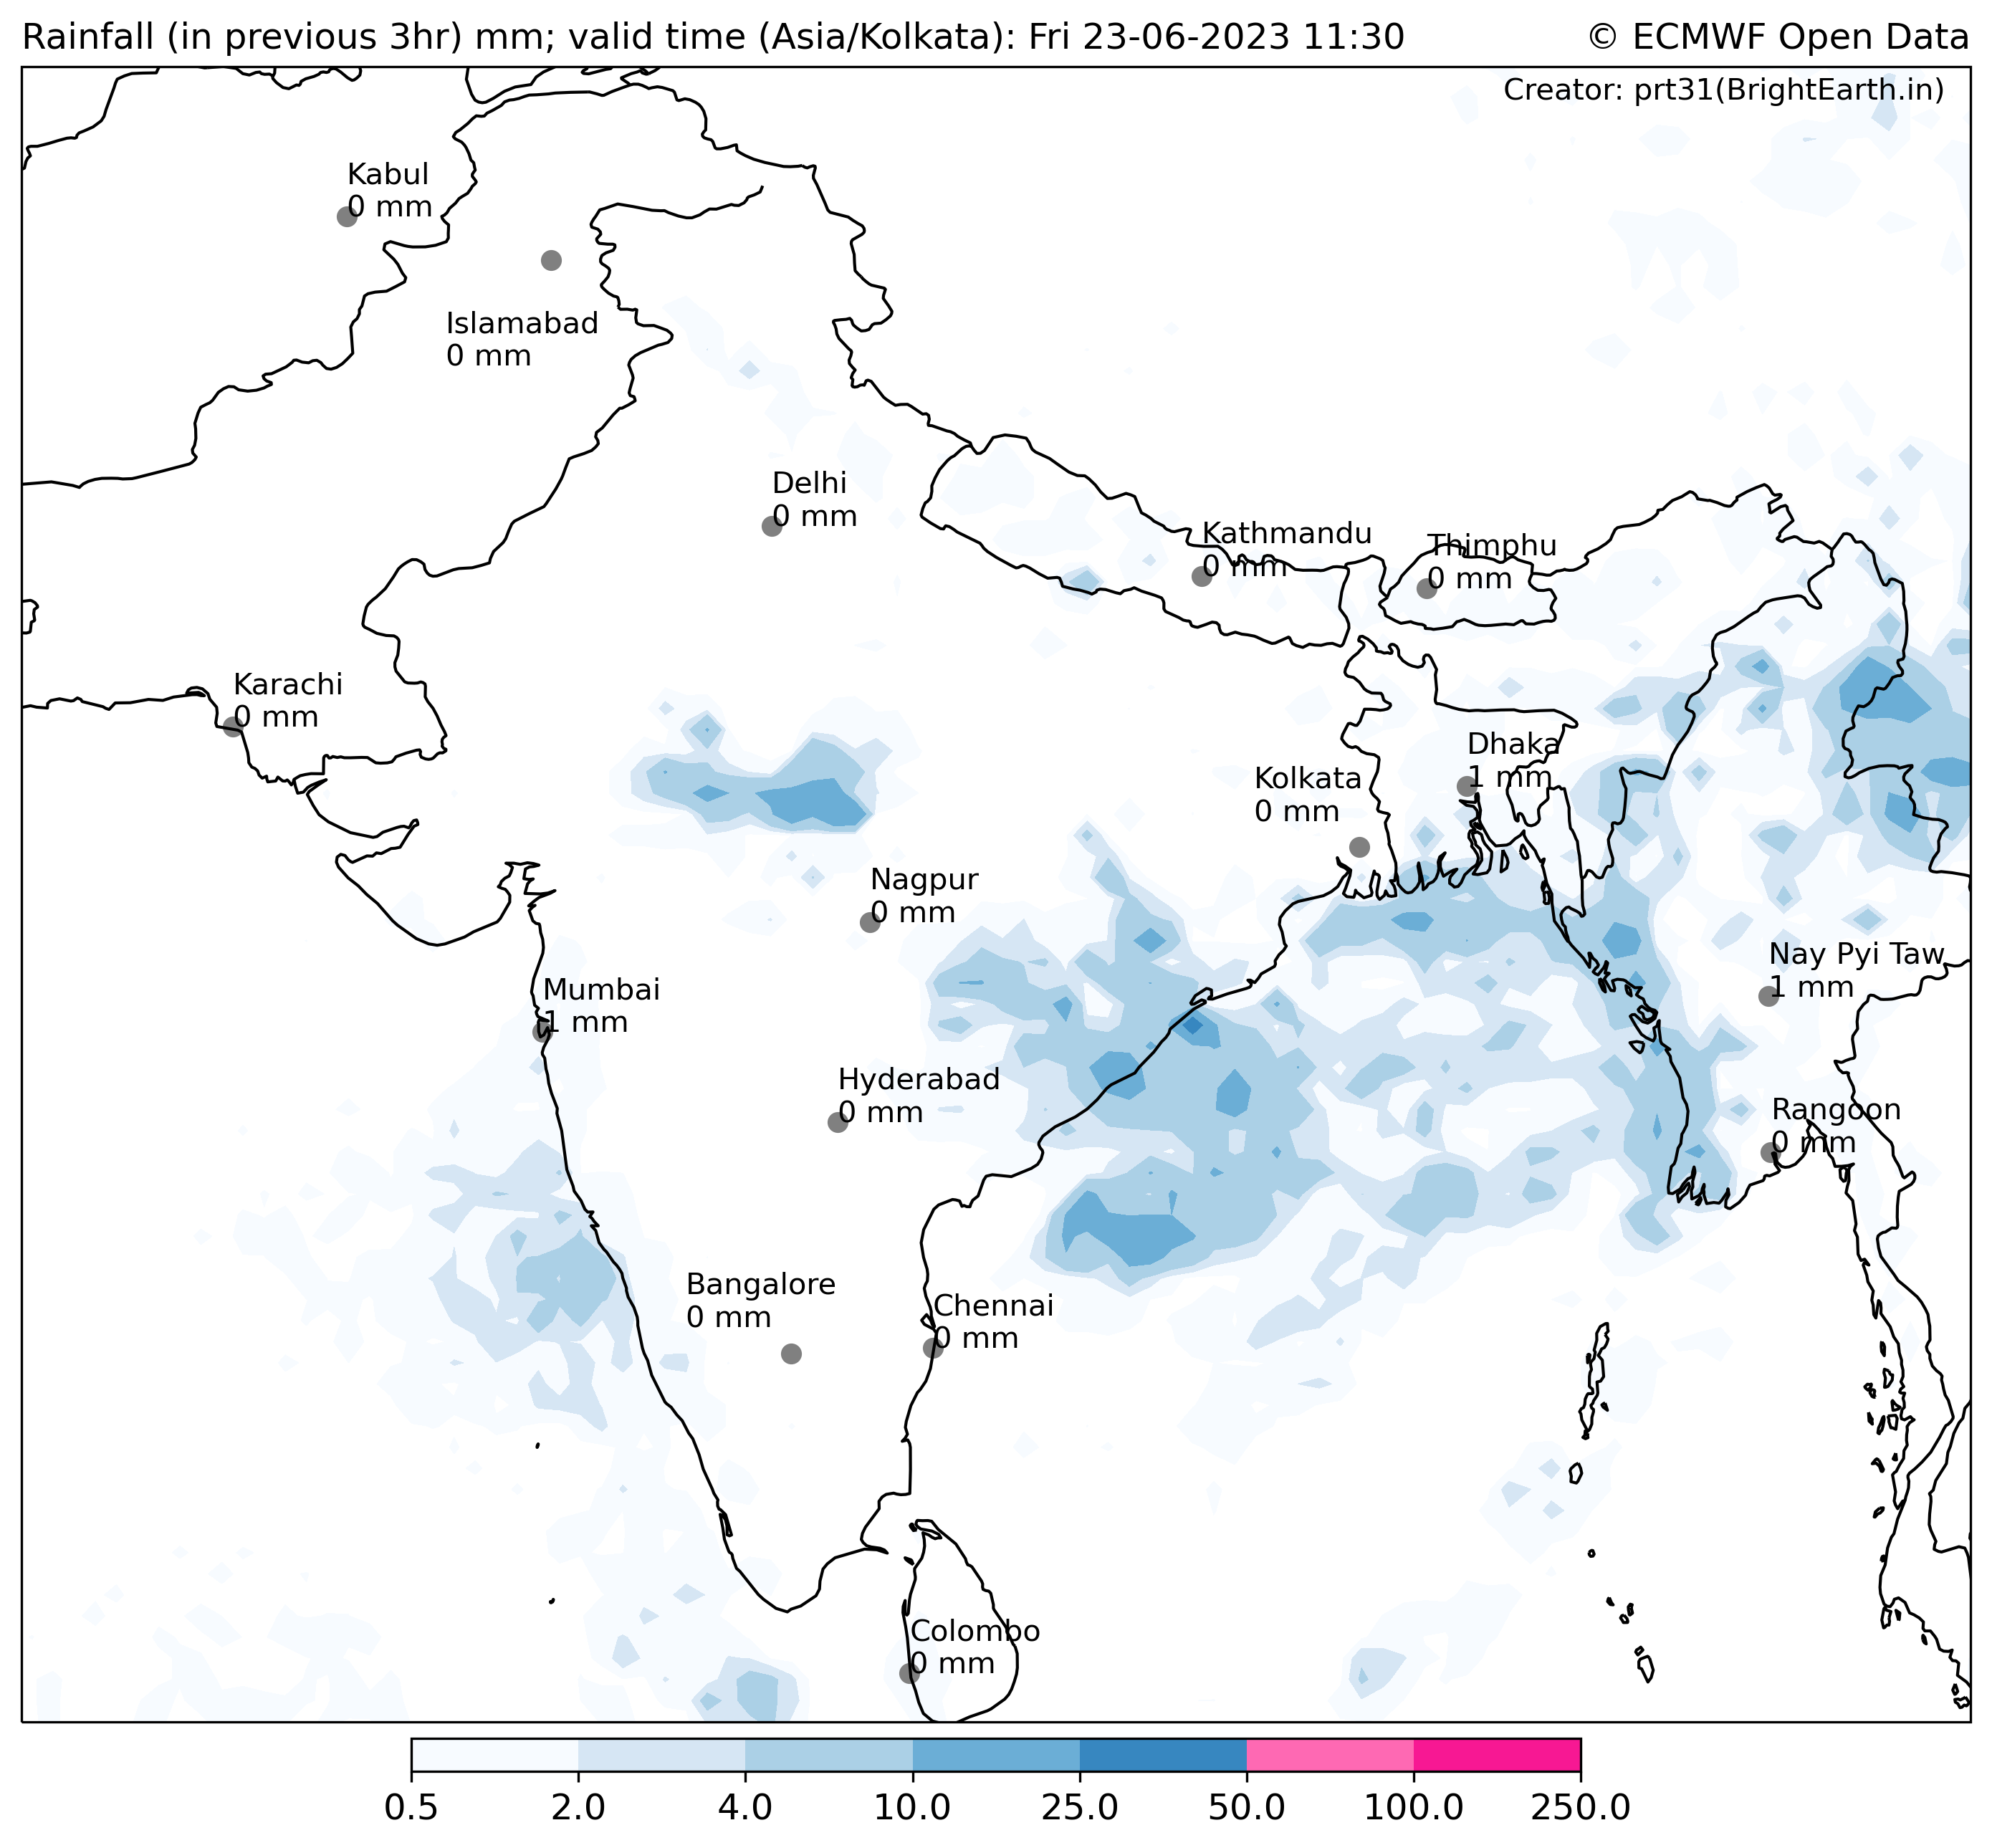 Rainfall (in previous 3hr) mm; valid time (Asia/Kolkata): Fri 23-06-2023 11:30
© ECMWF Open Data
Creator: prt31(BrightEarth.in)
Kabul
0 mm
Islamabad
0 mm
Delhi
0 mm
Kathmandu
0 mm
Thimphu
0 mm
Karachi
0 mm
Dhaka
1 mm
Kolkata
0 mm
Nagpur
0 mm
Nay Pyi Taw
1 mm
Mumbai
1 mm
Hyderabad
0 mm
Rangoon
0 mm
Bangalore
0 mm
Chennai
0 mm
Colombo
0 mm
0.5 2.0 4.0 10.0 25.0 50.0 100.0 250.0